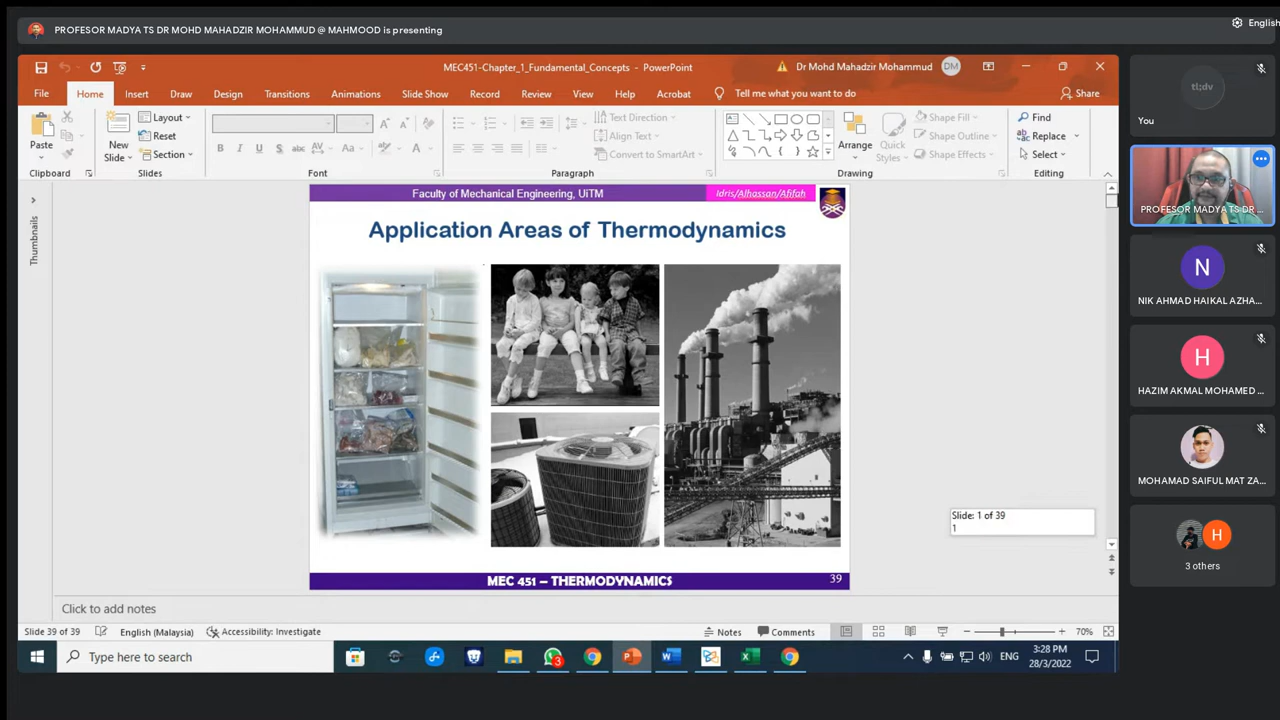 PROFESOR MADYA TS DR MOHD MAHADZIR MOHAMMUD @ MAHMOOD is presenting
English
MEC451-Chapter_1_Fundamental_Concepts - PowerPoint
Dr Mohd Mahadzir Mohammud
DM
File Home Insert Draw Design Transitions Animations Slide Show Record Review View Help Acrobat Tell me what you want to do Share
Paste
New
Slide
Layout
Reset
Section
B I U S ab AV Aa A
Text Direction
Align Text
Convert to SmartArt
Arrange
Quick
Styles
Shape Fill
Shape Outline
Shape Effects
Find
Replace
Select
Clipboard Slides Font Paragraph Drawing Editing
Thumbnails
Faculty of Mechanical Engineering, UiTM
Idris/Alhassan/Afifah
Application Areas of Thermodynamics
Slide: 1 of 39
1
MEC 451 – THERMODYNAMICS
39
Click to add notes
Slide 39 of 39 English (Malaysia) Accessibility: Investigate Notes Comments 70%
Type here to search
3
ENG
3:28 PM
28/3/2022
tl;dv
You
PROFESOR MADYA TS DR ...
N
NIK AHMAD HAIKAL AZHA...
H
HAZIM AKMAL MOHAMED ...
MOHAMAD SAIFUL MAT ZA...
H
3 others